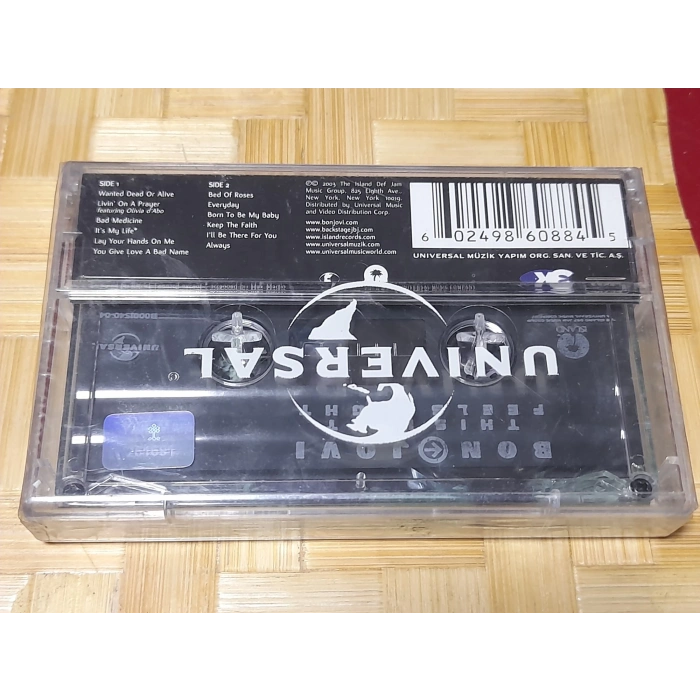 SIDE 1
Wanted Dead Or Alive
Livin' On A Prayer
featuring Olivia d'Abo
Bad Medicine
It's My Life*
Lay Your Hands On Me
You Give Love A Bad Name
SIDE 2
Bed Of Roses
Everyday
Born To Be My Baby
Keep The Faith
I'll Be There For You
Always
℗© 2003 The Island Def Jam
Music Group, 825 Eighth Ave.,
New York, New York, 10019.
Distributed by Universal Music
and Video Distribution Corp.
www.bonjovi.com
www.backstagejbj.com
www.islandrecords.com
www.universalmuzik.com
www.universalmusicworld.com
6 02498 60884 5
UNIVERSAL MÜZİK YAPIM ORG. SAN. VE TİC. A.Ş.
ISLAND
UNIVERSAL
UNIVERSAL
THIS
FEELS
BON JOVI